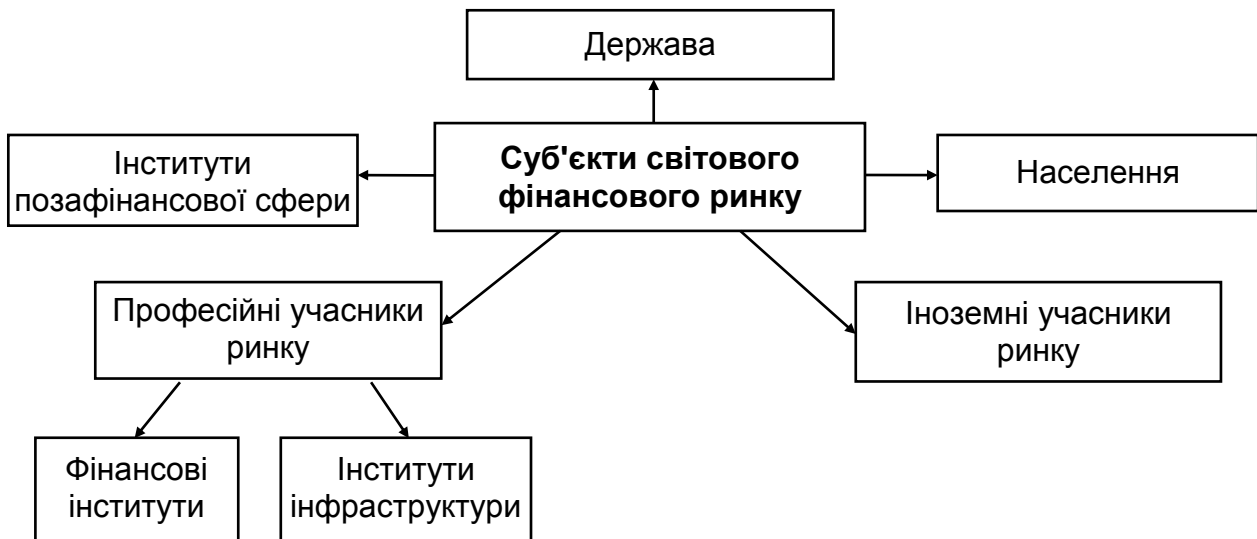 Держава
Інститути
позафінансової сфери
Суб'єкти світового
фінансового ринку
Населення
Професійні учасники
ринку
Іноземні учасники
ринку
Фінансові
інститути
Інститути
інфраструктури